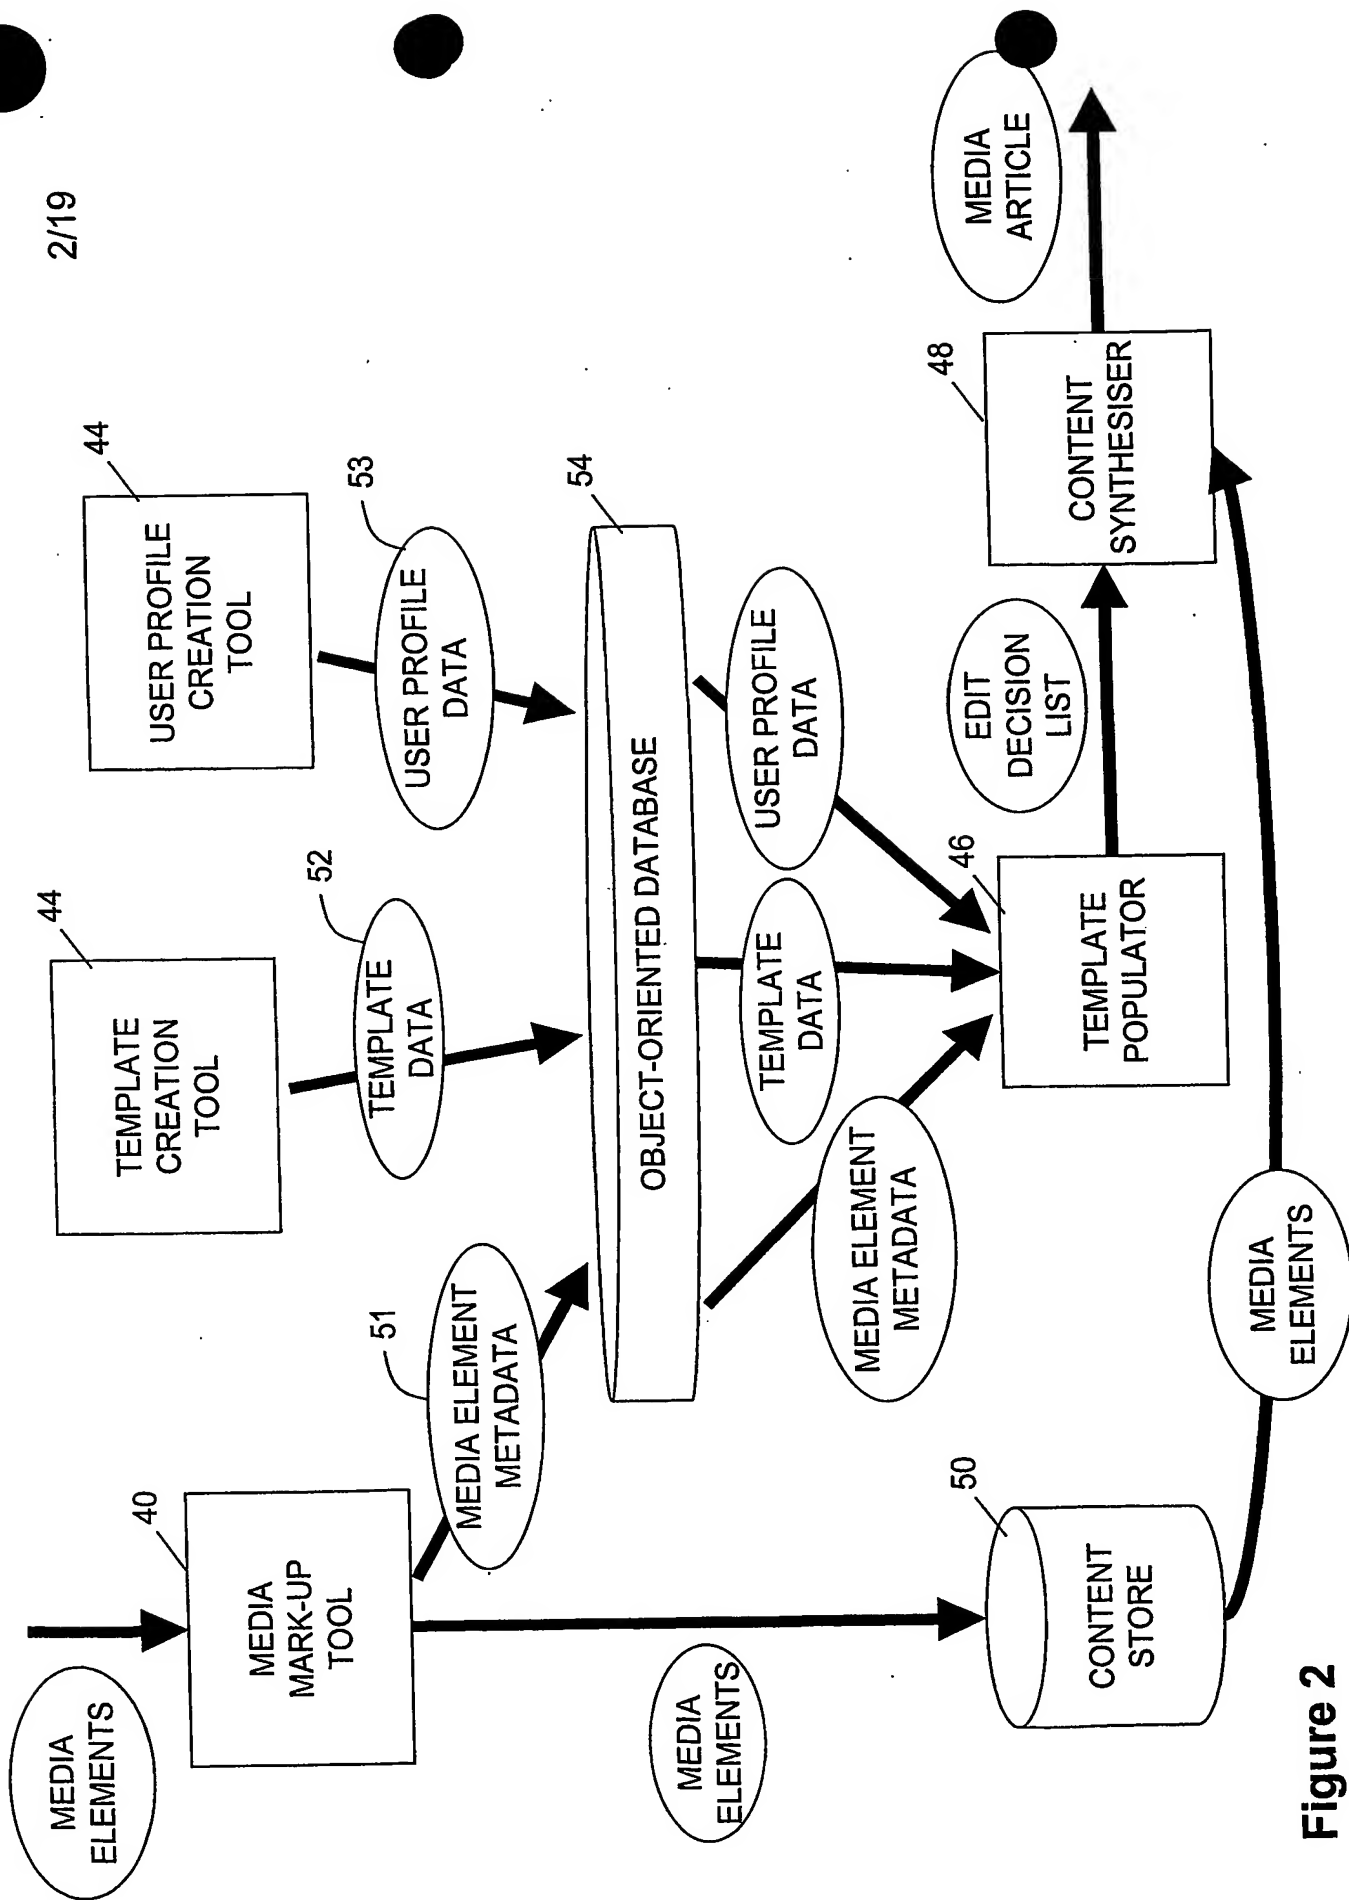 2/19
MEDIA
ELEMENTS
40
MEDIA
MARK-UP
TOOL
44
TEMPLATE
CREATION
TOOL
44
USER PROFILE
CREATION
TOOL
51
MEDIA ELEMENT
METADATA
52
TEMPLATE
DATA
53
USER PROFILE
DATA
54
OBJECT-ORIENTED DATABASE
MEDIA
ELEMENTS
MEDIA ELEMENT
METADATA
TEMPLATE
DATA
USER PROFILE
DATA
50
CONTENT
STORE
46
TEMPLATE
POPULATOR
EDIT
DECISION
LIST
48
CONTENT
SYNTHESISER
MEDIA
ARTICLE
MEDIA
ELEMENTS
Figure 2